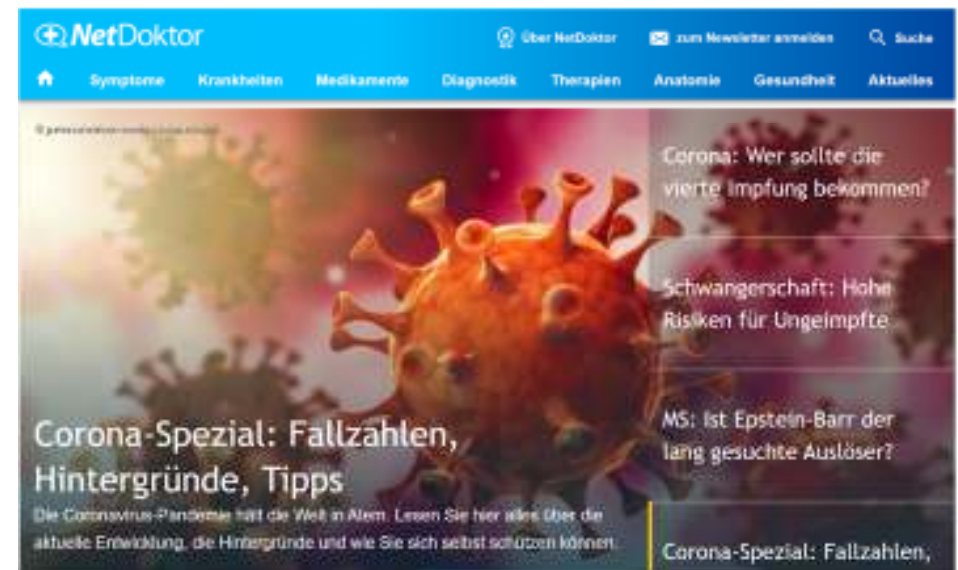 NetDoktor
Über NetDoktor zum Newsletter anmelden Suche
Symptome Krankheiten Medikamente Diagnostik Therapien Anatomie Gesundheit Aktuelles
Corona-Spezial: Fallzahlen,
Hintergründe, Tipps
Die Coronavirus-Pandemie hält die Welt in Atem. Lesen Sie hier alles über die
aktuelle Entwicklung, die Hintergründe und wie Sie sich selbst schützen können.
Corona: Wer sollte die
vierte Impfung bekommen?
Schwangerschaft: Hohe
Risiken für Ungeimpfte
MS: Ist Epstein-Barr der
lang gesuchte Auslöser?
Corona-Spezial: Fallzahlen,